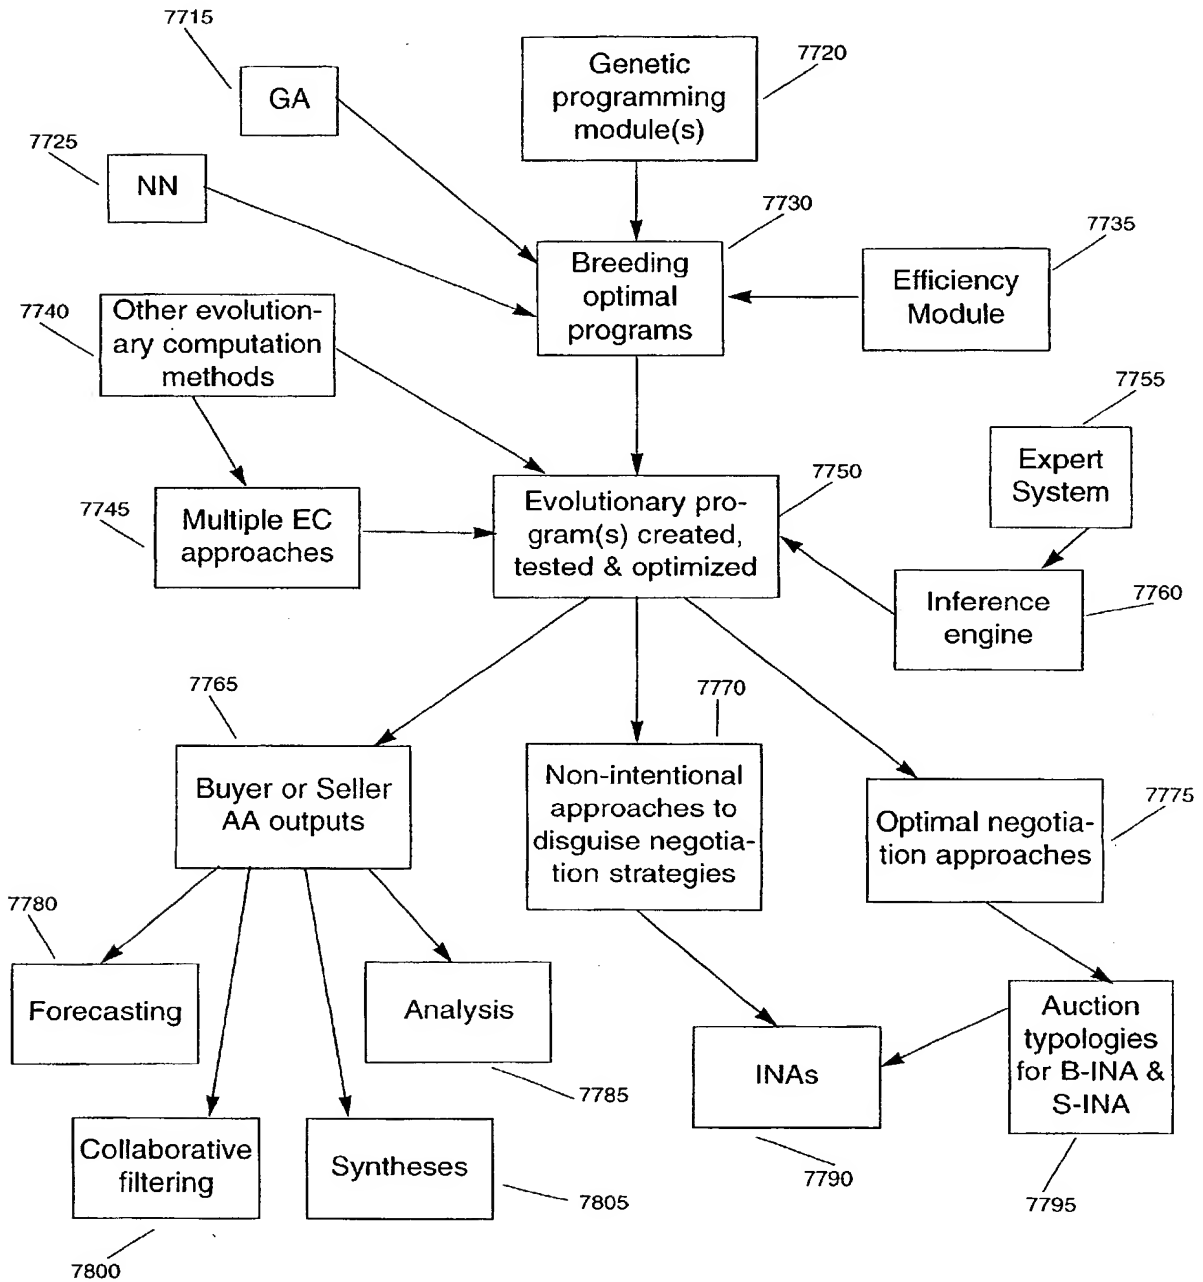 7715
GA
7720
Genetic
programming
module(s)
7725
NN
7730
Breeding
optimal
programs
7735
Efficiency
Module
7740
Other evolution-
ary computation
methods
7755
Expert
System
7745
Multiple EC
approaches
7750
Evolutionary pro-
gram(s) created,
tested & optimized
7760
Inference
engine
7765
Buyer or Seller
AA outputs
7770
Non-intentional
approaches to
disguise negotia-
tion strategies
7775
Optimal negotia-
tion approaches
7780
Forecasting
Analysis
7785
INAs
7790
Auction
typologies
for B-INA &
S-INA
7795
Collaborative
filtering
7800
Syntheses
7805